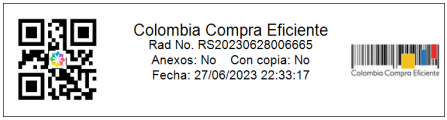 Colombia Compra Eficiente
Rad No. RS20230628006665
Anexos: No Con copia: No
Fecha: 27/06/2023 22:33:17
Colombia Compra Eficiente